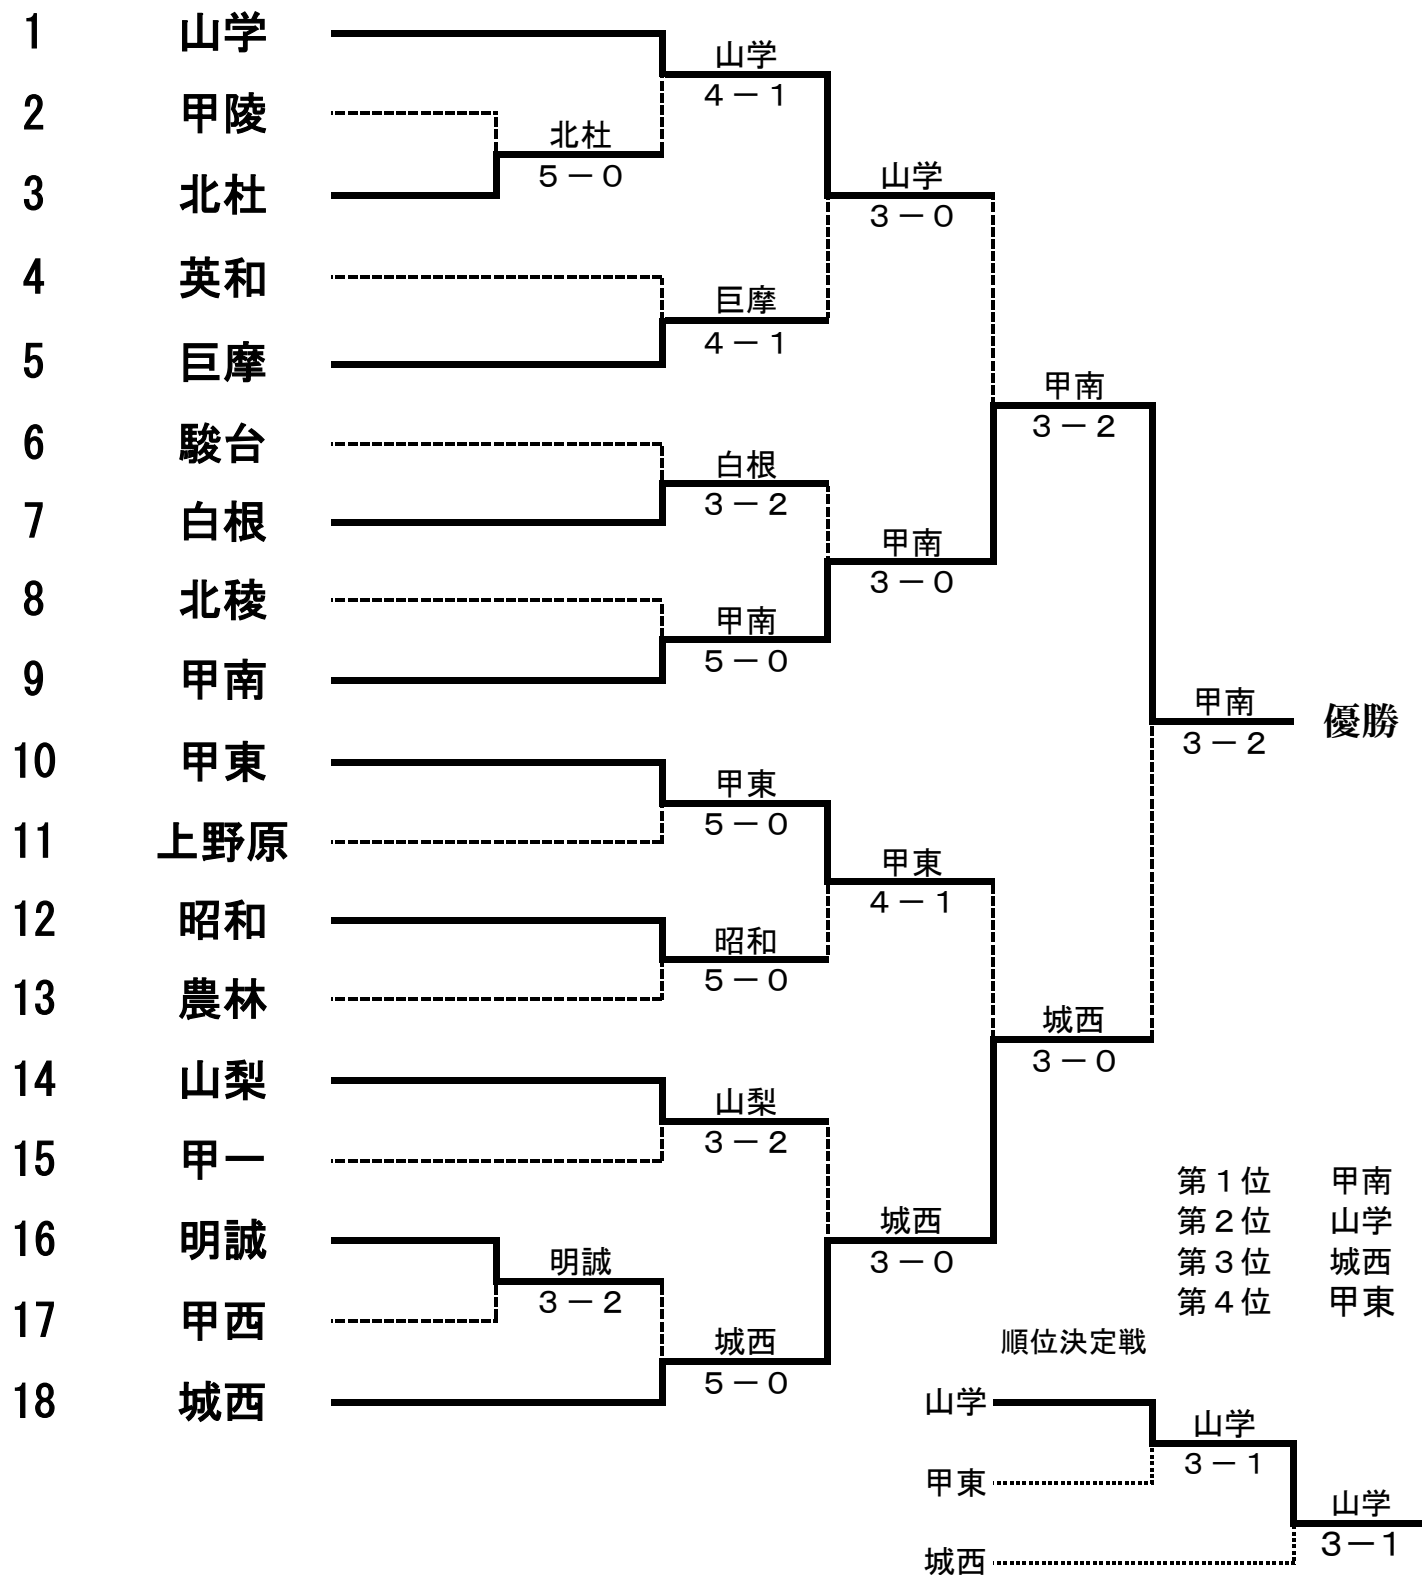 1 山学
山学
4－1
2 甲陵
北杜
5－0
山学
3－0
3 北杜
4 英和
巨摩
4－1
5 巨摩
甲南
3－2
6 駿台
白根
3－2
7 白根
甲南
3－0
8 北稜
甲南
5－0
9 甲南
甲南
3－2
優勝
10 甲東
甲東
5－0
11 上野原
甲東
4－1
12 昭和
昭和
5－0
13 農林
城西
3－0
14 山梨
山梨
3－2
15 甲一
16 明誠
明誠
3－2
城西
3－0
17 甲西
城西
5－0
18 城西
第1位 甲南
第2位 山学
第3位 城西
第4位 甲東
順位決定戦
山学
山学
3－1
甲東
山学
3－1
城西